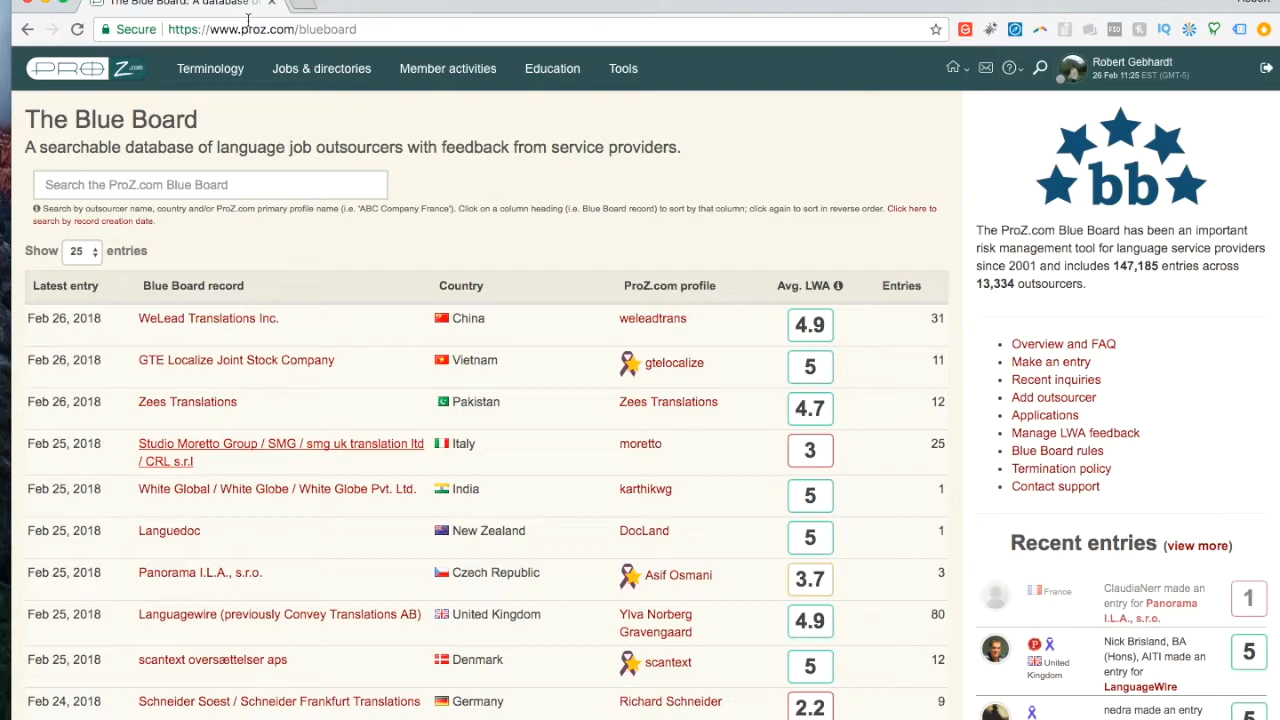 The Blue Board: A database of
Secure https://www.proz.com/blueboard
PROZ.com Terminology Jobs & directories Member activities Education Tools
Robert Gebhardt
26 Feb 11:25 EST (GMT-5)
The Blue Board
A searchable database of language job outsourcers with feedback from service providers.
Search the ProZ.com Blue Board
Search by outsourcer name, country and/or ProZ.com primary profile name (i.e. 'ABC Company France'). Click on a column heading (i.e. Blue Board record) to sort by that column; click again to sort in reverse order. Click here to
search by record creation date.
Show 25 entries
Latest entry Blue Board record Country ProZ.com profile Avg. LWA Entries
Feb 26, 2018 WeLead Translations Inc. China weleadtrans 4.9 31
Feb 26, 2018 GTE Localize Joint Stock Company Vietnam gtelocalize 5 11
Feb 26, 2018 Zees Translations Pakistan Zees Translations 4.7 12
Feb 25, 2018 Studio Moretto Group / SMG / smg uk translation ltd Italy moretto 3 25
/ CRL s.r.l
Feb 25, 2018 White Global / White Globe / White Globe Pvt. Ltd. India karthikwg 5 1
Feb 25, 2018 Languedoc New Zealand DocLand 5 1
Feb 25, 2018 Panorama I.L.A., s.r.o. Czech Republic Asif Osmani 3.7 3
Feb 25, 2018 Languagewire (previously Convey Translations AB) United Kingdom Ylva Norberg 4.9 80
Gravengaard
Feb 25, 2018 scantext oversættelser aps Denmark scantext 5 12
Feb 24, 2018 Schneider Soest / Schneider Frankfurt Translations Germany Richard Schneider 2.2 9
bb
The ProZ.com Blue Board has been an important
risk management tool for language service providers
since 2001 and includes 147,185 entries across
13,334 outsourcers.
Overview and FAQ
Make an entry
Recent inquiries
Add outsourcer
Applications
Manage LWA feedback
Blue Board rules
Termination policy
Contact support
Recent entries (view more)
France ClaudiaNerr made an 1
entry for Panorama
I.L.A., s.r.o.
Nick Brisland, BA 5
(Hons), AITI made an
United entry for
Kingdom LanguageWire
nedra made an entry 5